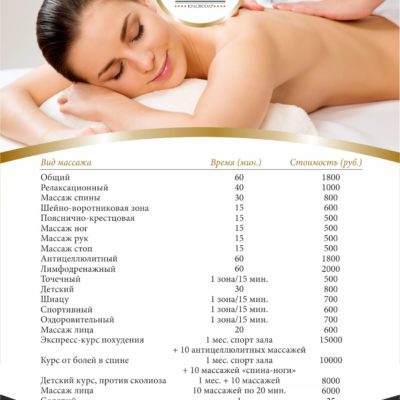 КРАСНОДАР
Вид массажа Время (мин.) Стоимость (руб.)
Общий 60 1800
Релаксационный 40 1000
Массаж спины 30 800
Шейно-воротниковая зона 15 600
Пояснично-крестцовая 15 500
Массаж ног 15 500
Массаж рук 15 500
Массаж стоп 15 500
Антицеллюлитный 60 1800
Лимфодренажный 60 2000
Точечный 1 зона/15 мин. 500
Детский 30 800
Шиацу 1 зона/15 мин. 700
Спортивный 1 зона/15 мин. 600
Оздоровительный 1 зона/15 мин. 700
Массаж лица 20 600
Экспресс-курс похудения 1 мес. спорт зала 15000
+ 10 антицеллюлитных массажей
Курс от болей в спине 1 мес. спорт зала 10000
+ 10 массажей «спина-ноги»
Детский курс, против сколиоза 1 мес. + 10 массажей 8000
Массаж лица 10 массажей по 20 мин. 6000